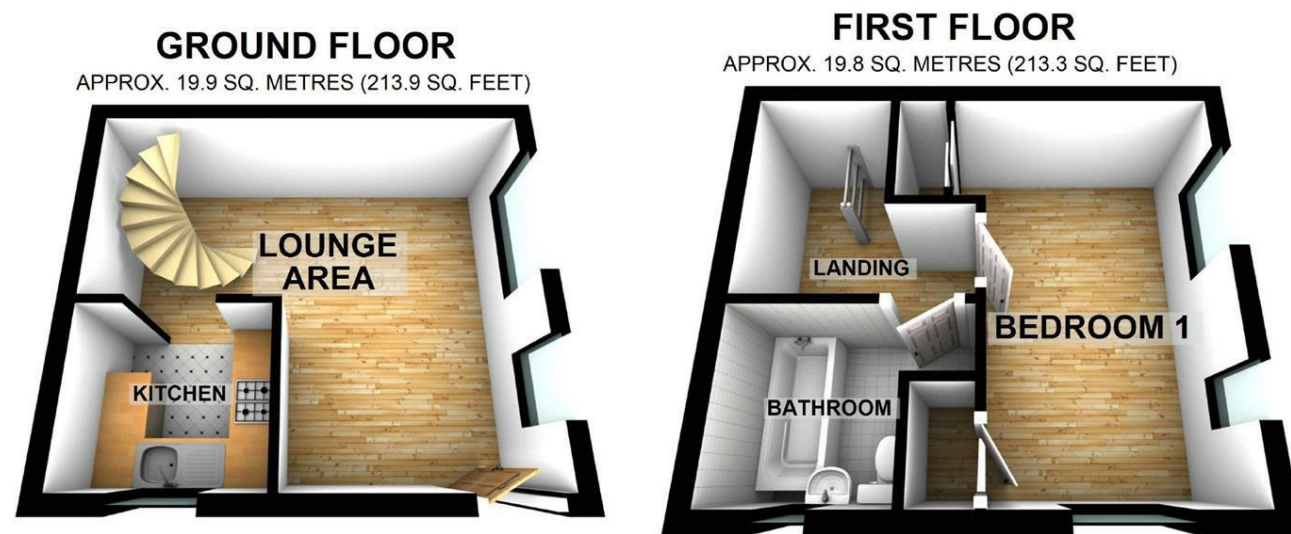 GROUND FLOOR
APPROX. 19.9 SQ. METRES (213.9 SQ. FEET)
LOUNGE
AREA
KITCHEN
FIRST FLOOR
APPROX. 19.8 SQ. METRES (213.3 SQ. FEET)
LANDING
BEDROOM 1
BATHROOM